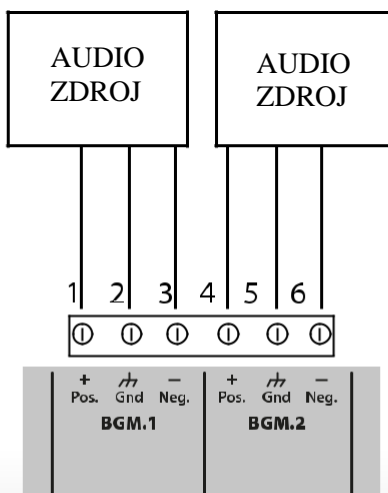 AUDIO ZDROJ
AUDIO ZDROJ
1 2 3 4 5 6
+ − + −
Pos. Gnd Neg. Pos. Gnd Neg.
BGM.1 BGM.2